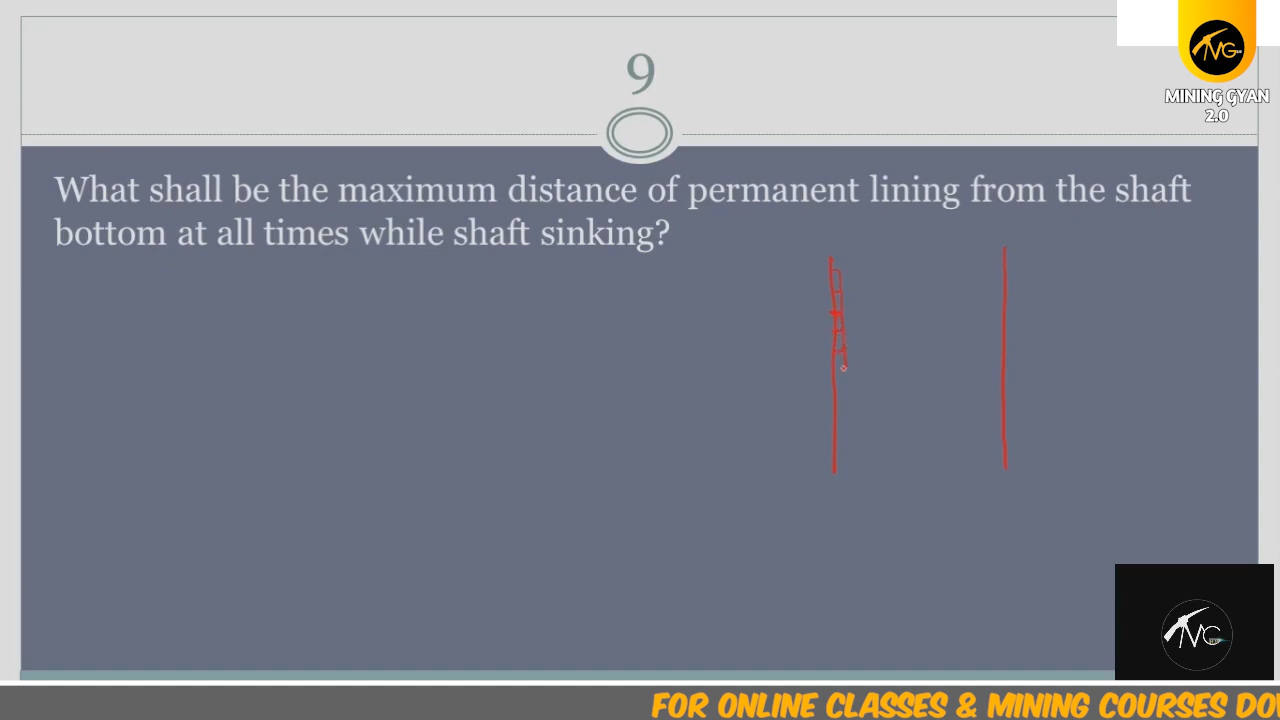 9
MINING GYAN
2.0
What shall be the maximum distance of permanent lining from the shaft
bottom at all times while shaft sinking?
FOR ONLINE CLASSES & MINING COURSES